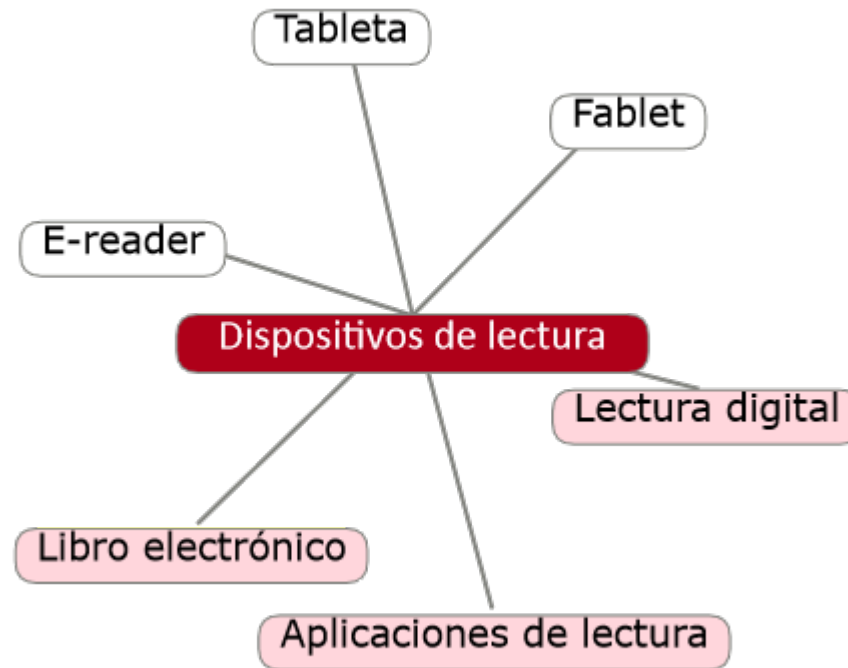 Tableta
Fablet
E-reader
Dispositivos de lectura
Lectura digital
Libro electrónico
Aplicaciones de lectura